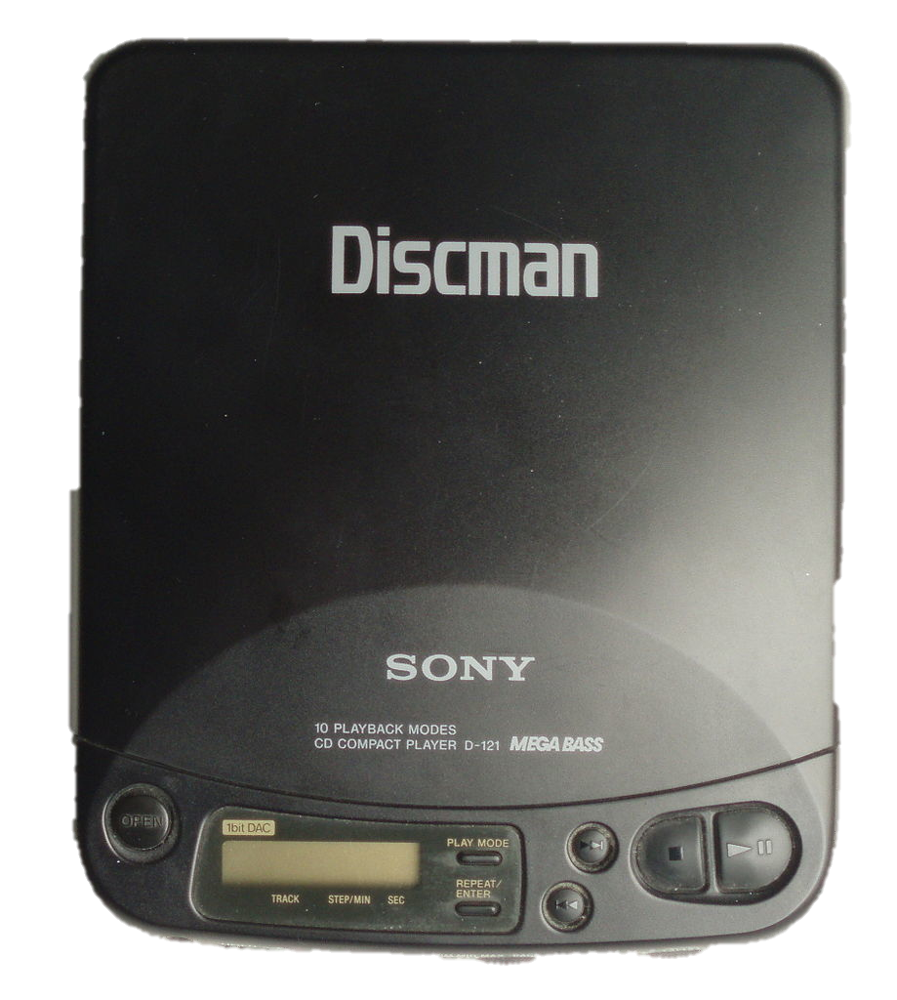 Discman
SONY
10 PLAYBACK MODES
CD COMPACT PLAYER D-121 MEGA BASS
OPEN
1bit DAC
PLAY MODE
REPEAT/
ENTER
TRACK STEP/MIN SEC